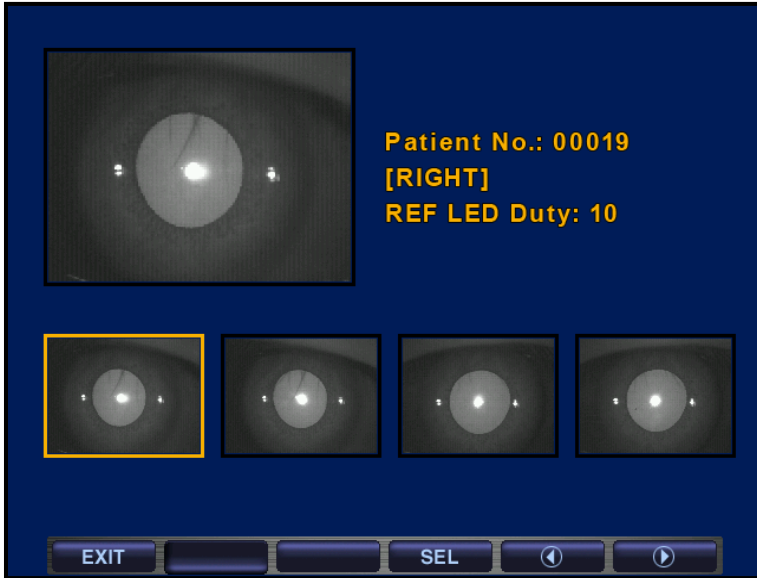 Patient No.: 00019
[RIGHT]
REF LED Duty: 10
EXIT
SEL